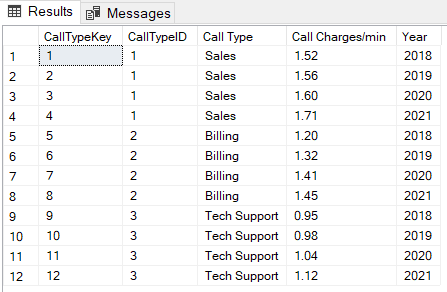 Results Messages
CallTypeKey CallTypeID Call Type Call Charges/min Year
1 1 1 Sales 1.52 2018
2 2 1 Sales 1.56 2019
3 3 1 Sales 1.60 2020
4 4 1 Sales 1.71 2021
5 5 2 Billing 1.20 2018
6 6 2 Billing 1.32 2019
7 7 2 Billing 1.41 2020
8 8 2 Billing 1.45 2021
9 9 3 Tech Support 0.95 2018
10 10 3 Tech Support 0.98 2019
11 11 3 Tech Support 1.04 2020
12 12 3 Tech Support 1.12 2021